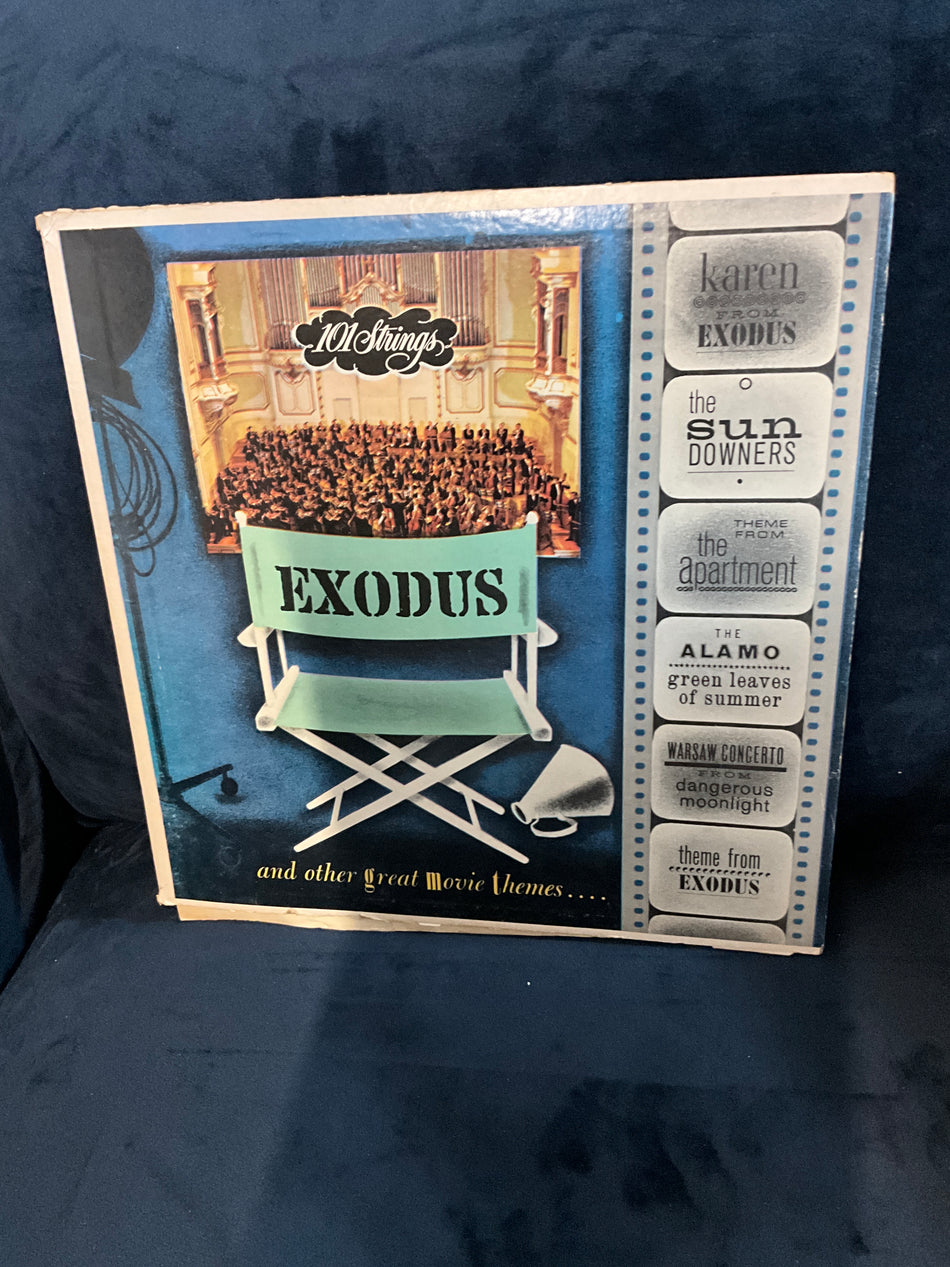 101 Strings
EXODUS
and other great movie themes....
karen
FROM
EXODUS
the
sun
DOWNERS
THEME
FROM
the
apartment
THE
ALAMO
green leaves
of summer
WARSAW CONCERTO
FROM
dangerous
moonlight
theme from
EXODUS